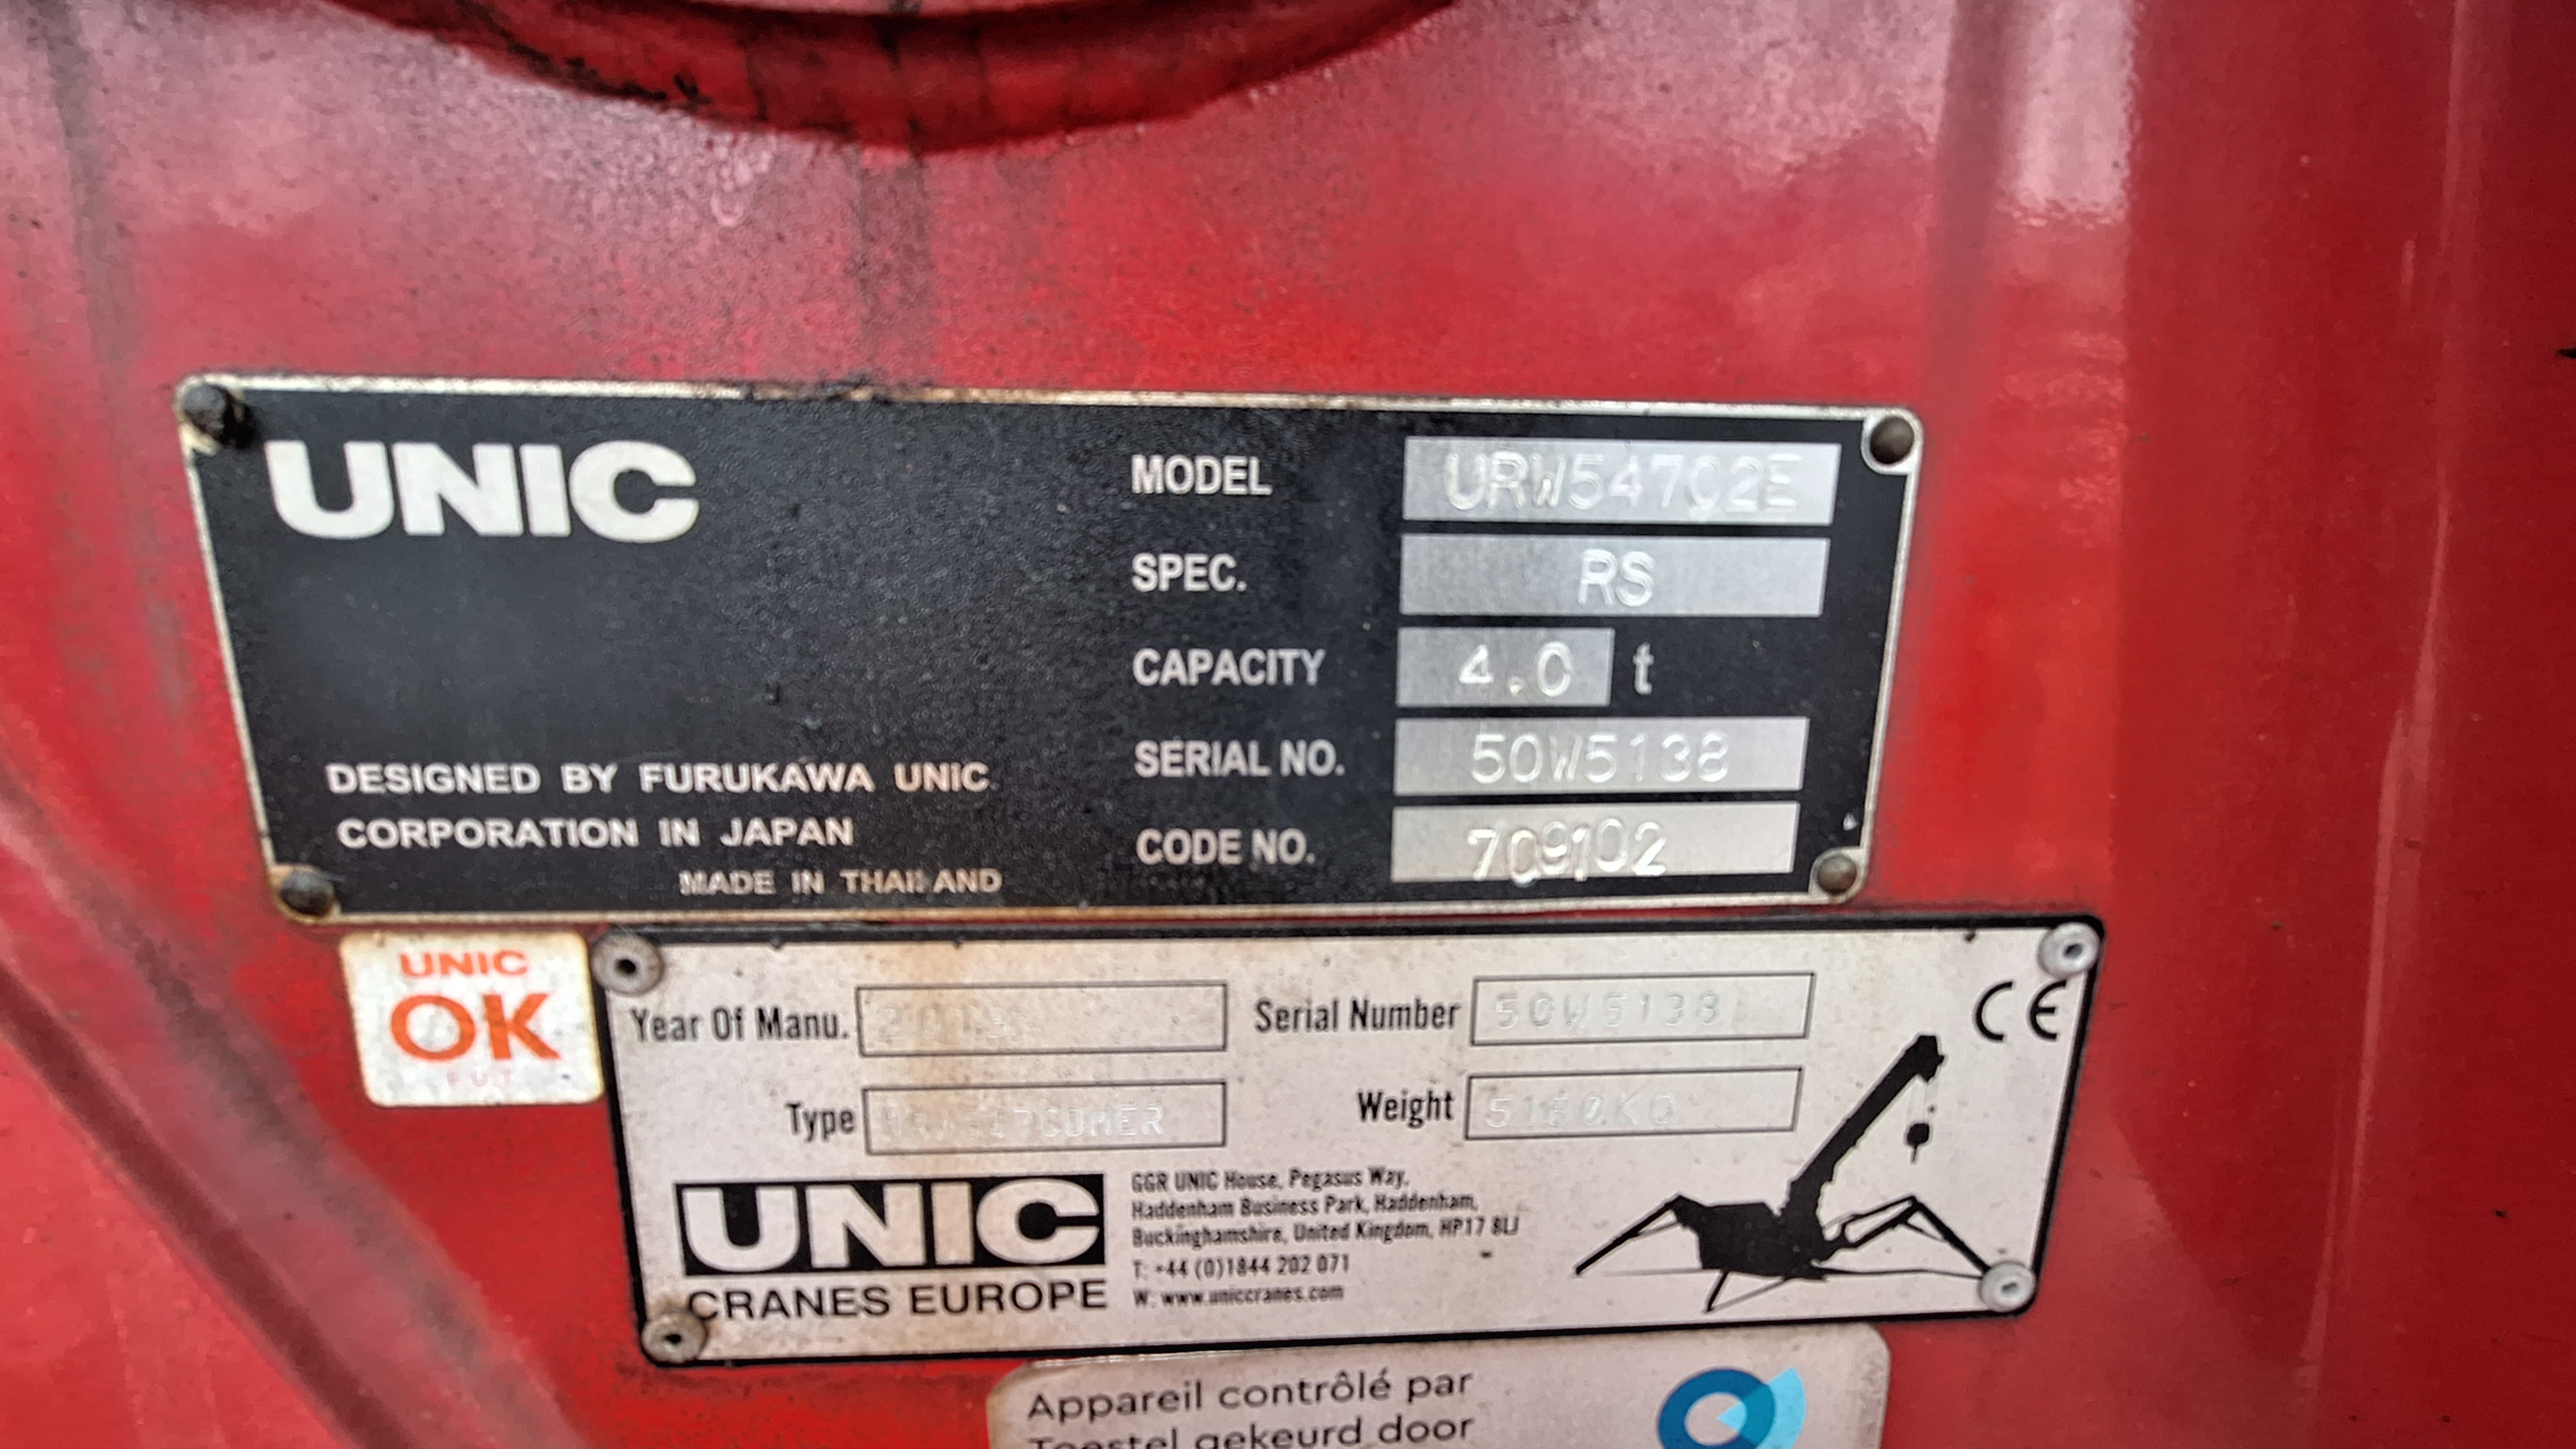 UNIC
MODEL URW547C2E
SPEC. RS
CAPACITY 4.0 t
SERIAL NO. 50W5138
CODE NO. 709102
DESIGNED BY FURUKAWA UNIC
CORPORATION IN JAPAN
MADE IN THAILAND
UNIC
OK
Year Of Manu.
Serial Number 50W5138
Type
Weight
CE
UNIC
CRANES EUROPE
GGR UNIC House, Pegasus Way,
Haddenham Business Park, Haddenham,
Buckinghamshire, United Kingdom, HP17 8LJ
T: +44 (0)1844 202 071
W: www.uniccranes.com
Appareil contrôlé par
Toestel gekeurd door